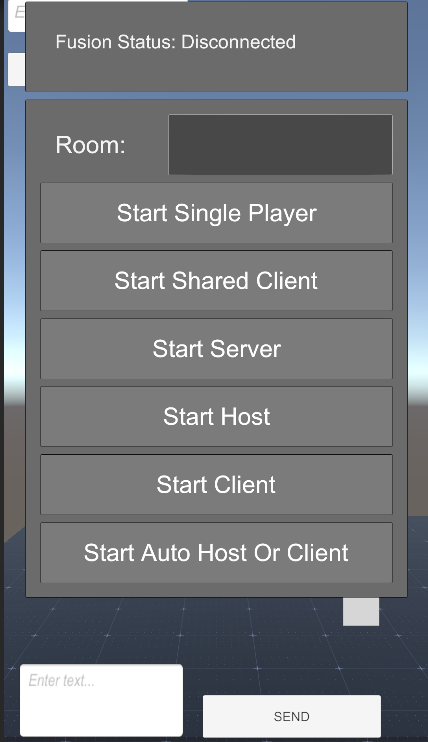 E
Fusion Status: Disconnected
Room:
Start Single Player
Start Shared Client
Start Server
Start Host
Start Client
Start Auto Host Or Client
Enter text...
SEND